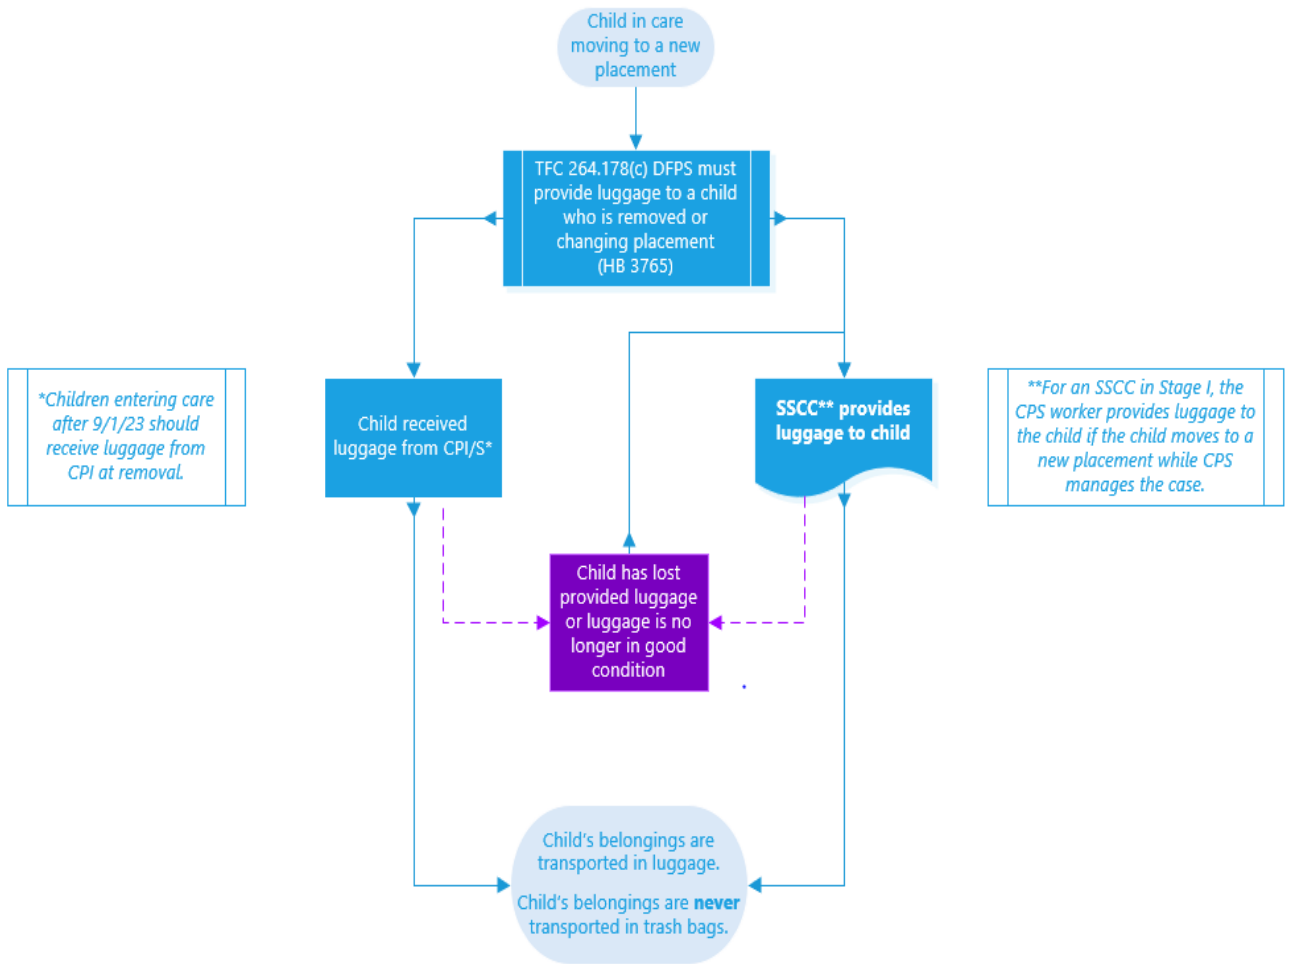 Child in care
moving to a new
placement
TFC 264.178(c) DFPS must
provide luggage to a child
who is removed or
changing placement
(HB 3765)
*Children entering care
after 9/1/23 should
receive luggage from
CPI at removal.
Child received
luggage from CPI/S*
SSCC** provides
luggage to child
**For an SSCC in Stage I, the
CPS worker provides luggage to
the child if the child moves to a
new placement while CPS
manages the case.
Child has lost
provided luggage
or luggage is no
longer in good
condition
Child's belongings are
transported in luggage.
Child's belongings are never
transported in trash bags.